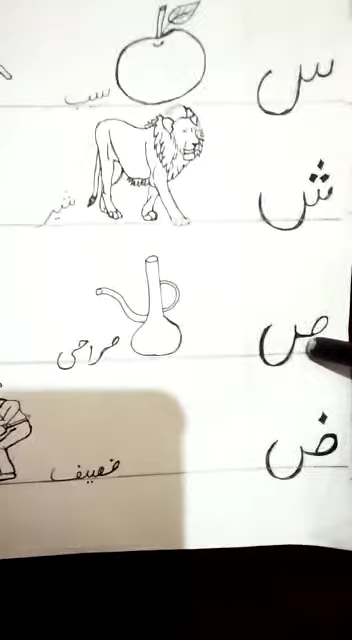 س سیب
ش شیر
ص صراحی
ض ضعیف